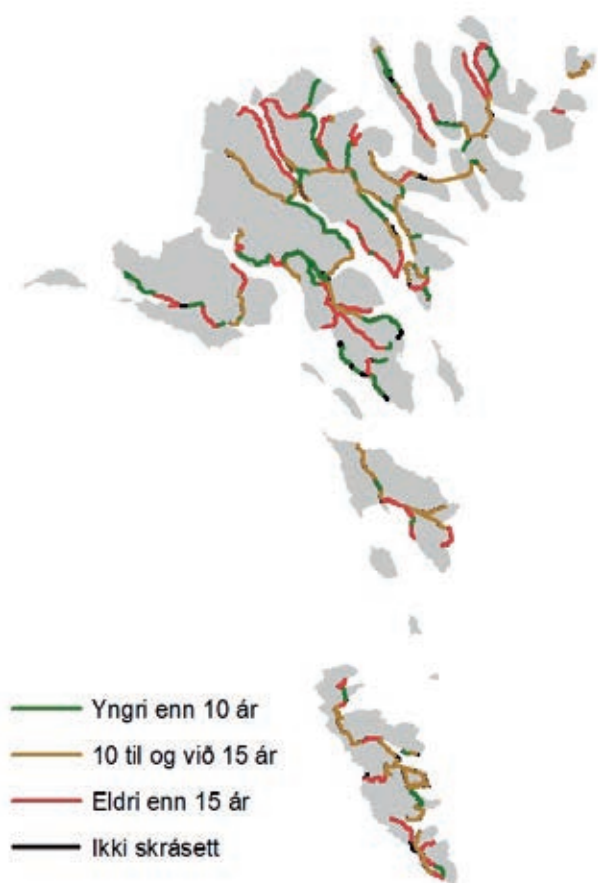 Yngri enn 10 ár
10 til og við 15 ár
Eldri enn 15 ár
Ikki skrásett